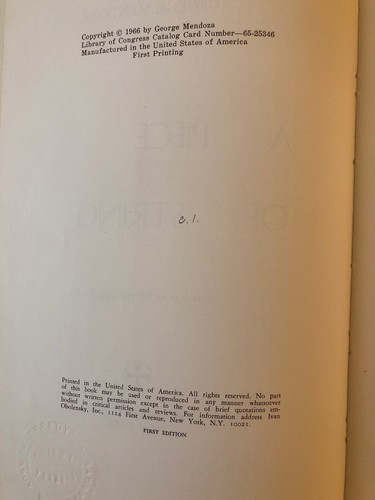 Copyright © 1966 by George Mendoza
Library of Congress Catalog Card Number—65-25346
Manufactured in the United States of America
First Printing
A PIECE
OF STRING
c. 1.
Printed in the United States of America. All rights reserved. No part
of this book may be used or reproduced in any manner whatsoever
without written permission except in the case of brief quotations em-
bodied in critical articles and reviews. For information address Ivan
Obolensky, Inc., 1114 First Avenue, New York, N.Y. 10021.
FIRST EDITION